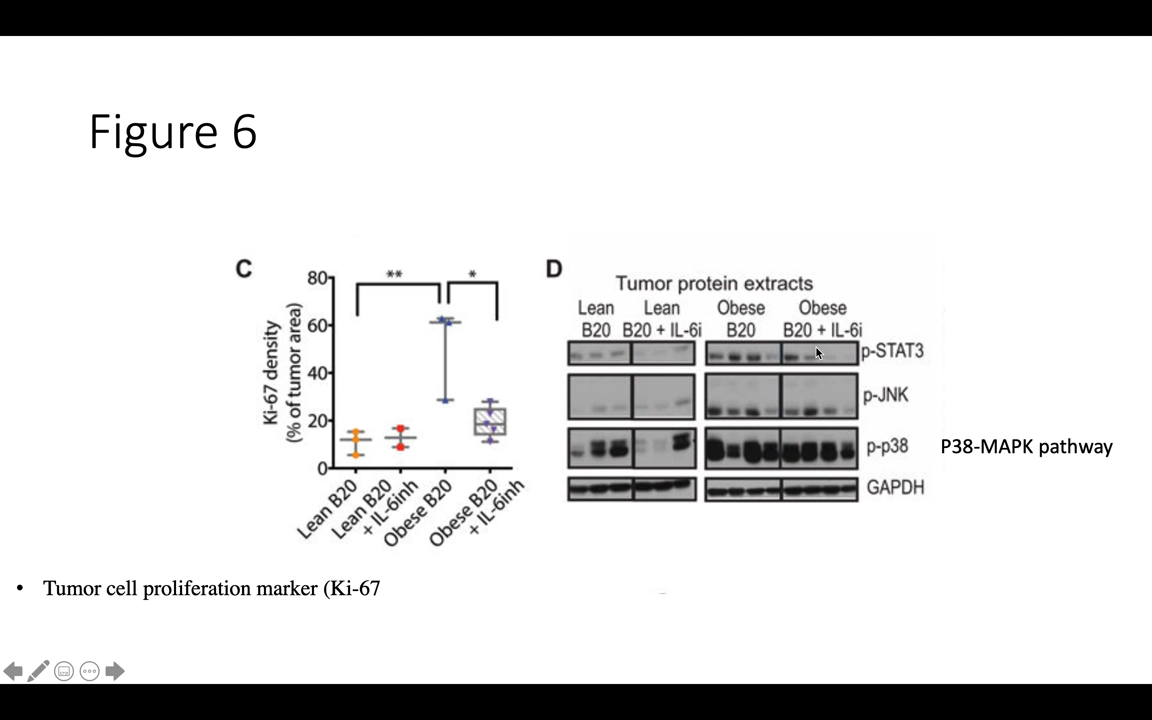 Figure 6
C
Ki-67 density
(% of tumor area)
80
60
40
20
0
**
*
Lean B20
Lean B20
+ IL-6inh
Obese B20
Obese B20
+ IL-6inh
D
Tumor protein extracts
Lean
B20
Lean
B20 + IL-6i
Obese
B20
Obese
B20 + IL-6i
p-STAT3
p-JNK
p-p38
GAPDH
P38-MAPK pathway
• Tumor cell proliferation marker (Ki-67